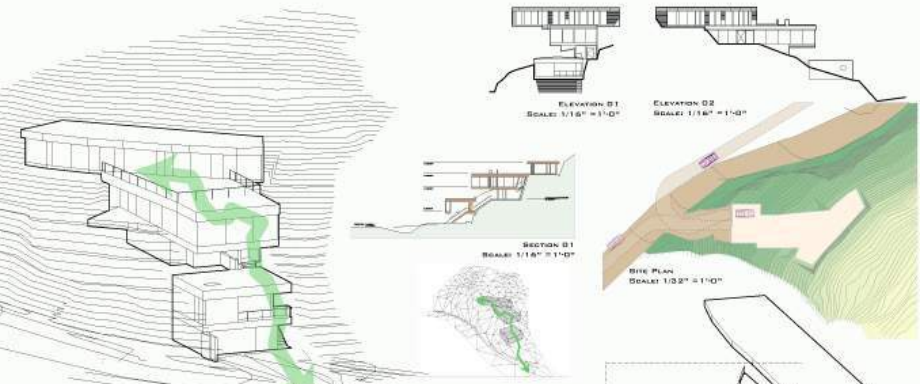 ELEVATION 01
SCALE: 1/16" =1'-0"
ELEVATION 02
SCALE: 1/16" =1'-0"
SECTION 01
SCALE: 1/16" =1'-0"
SITE PLAN
SCALE: 1/32" =1'-0"